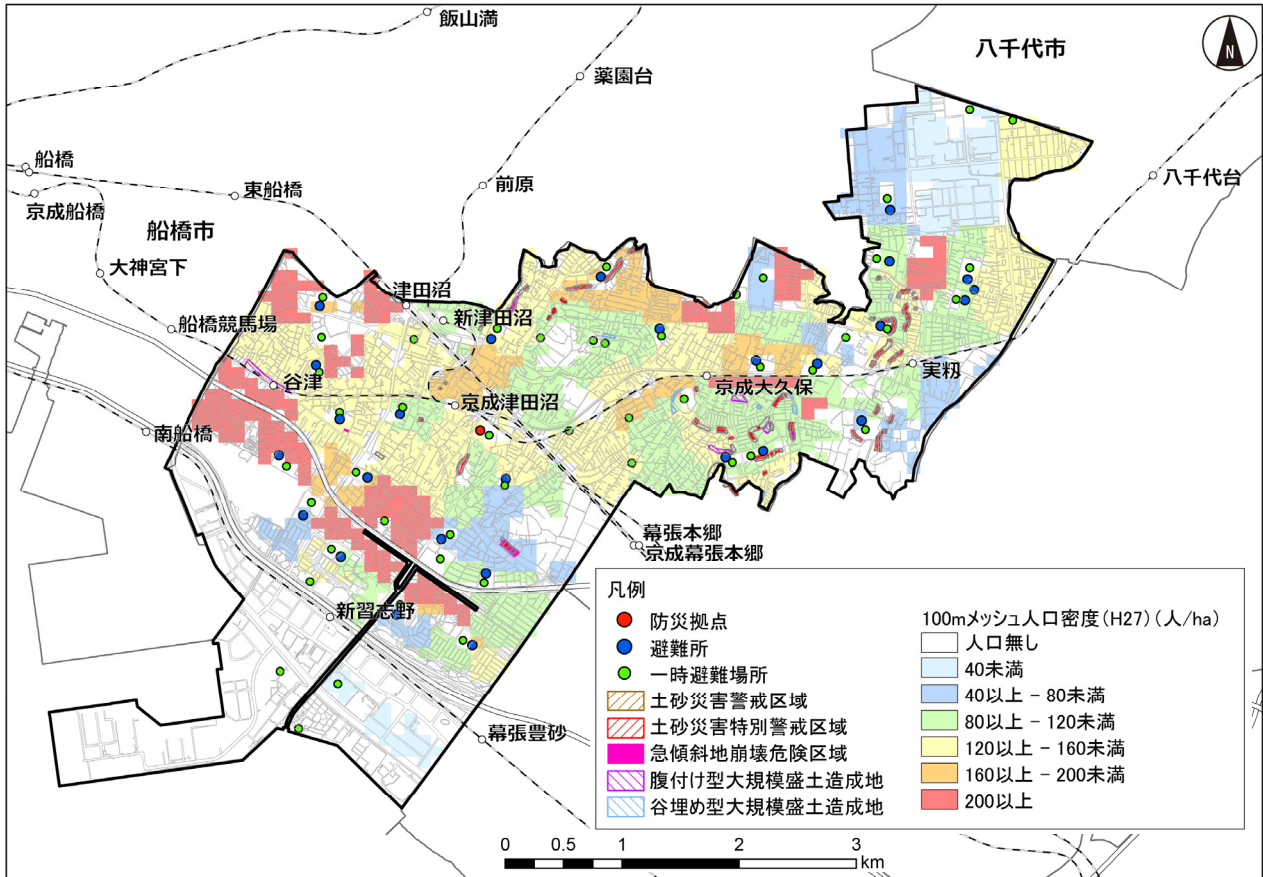 飯山満
八千代市
N
薬園台
船橋
東船橋
前原
八千代台
京成船橋
船橋市
大神宮下
津田沼
新津田沼
船橋競馬場
谷津
京成大久保
実籾
京成津田沼
南船橋
幕張本郷
京成幕張本郷
新習志野
幕張豊砂
凡例
防災拠点
避難所
一時避難場所
土砂災害警戒区域
土砂災害特別警戒区域
急傾斜地崩壊危険区域
腹付け型大規模盛土造成地
谷埋め型大規模盛土造成地
100mメッシュ人口密度(H27)(人/ha)
人口無し
40未満
40以上 - 80未満
80以上 - 120未満
120以上 - 160未満
160以上 - 200未満
200以上
0 0.5 1 2 3
km